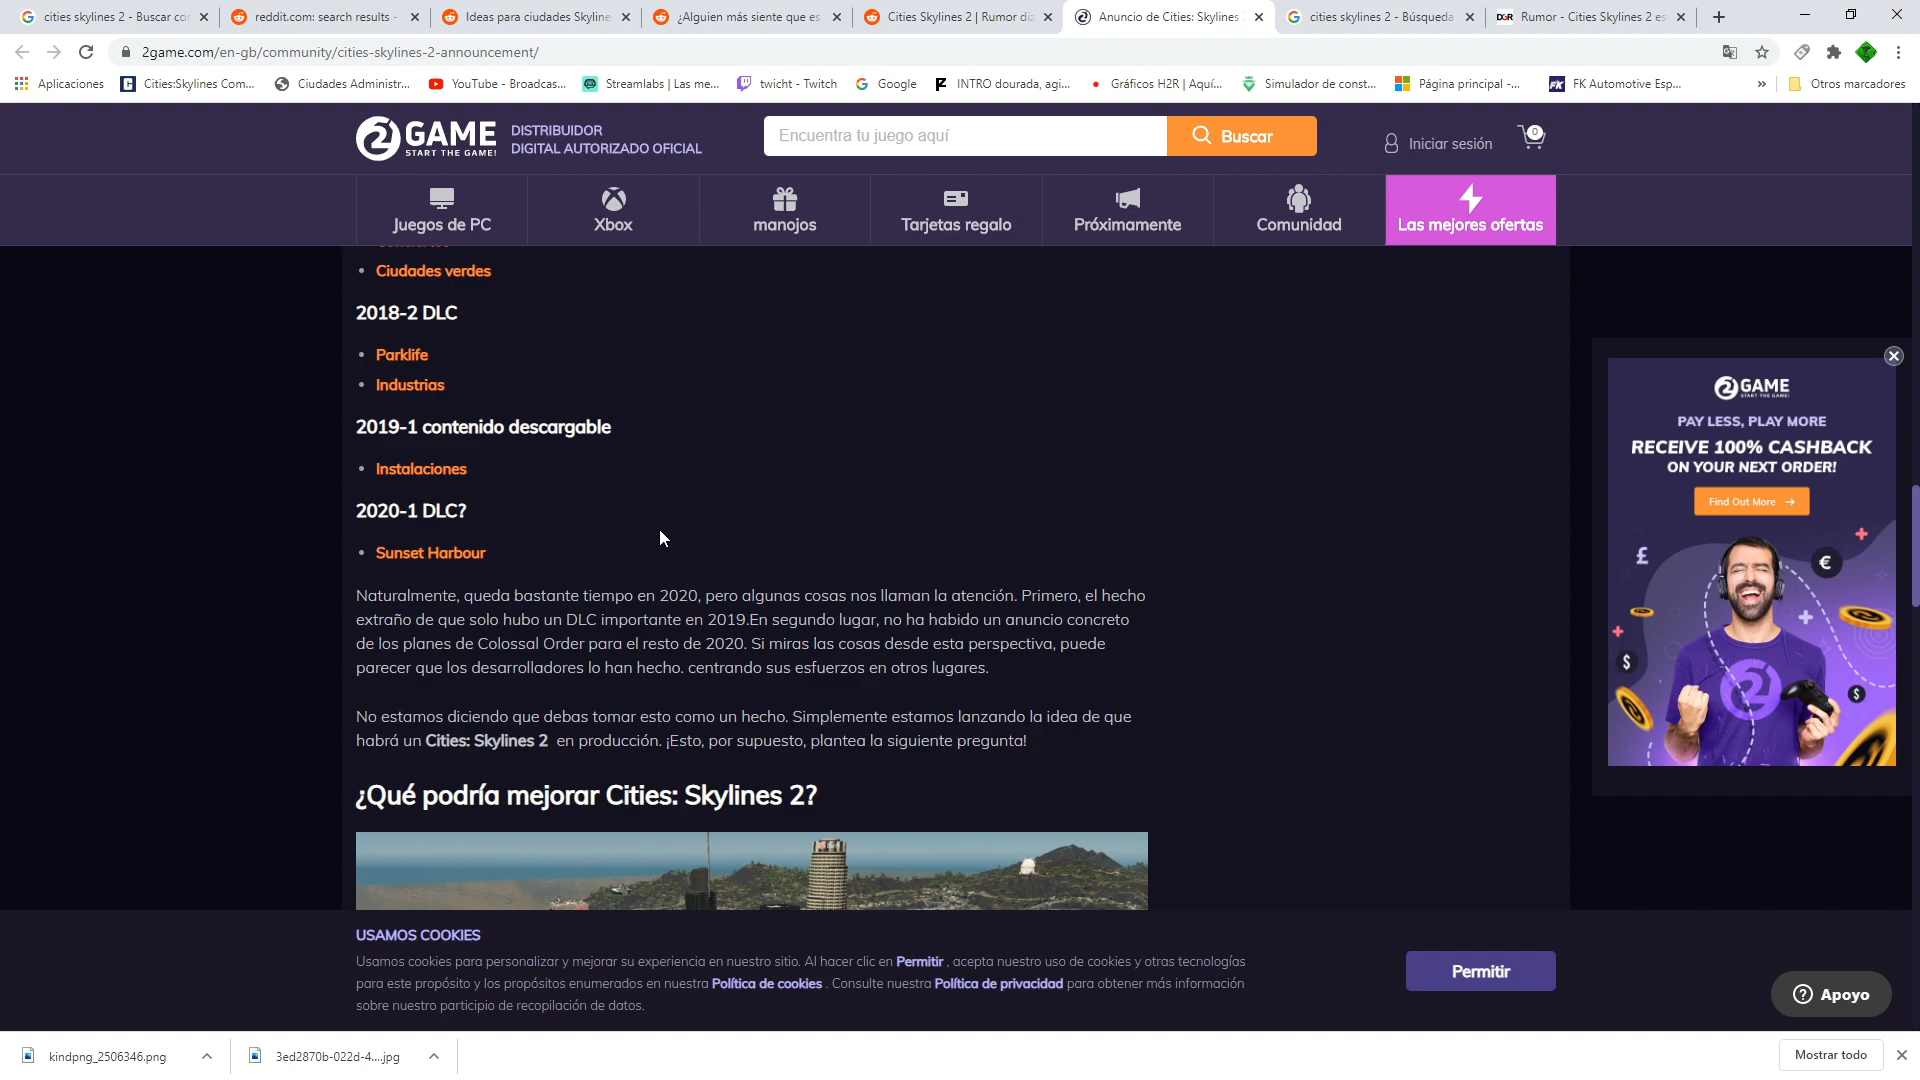 cities skylines 2 - Buscar co
reddit.com: search results -
Ideas para ciudades Skyline
¿Alguien más siente que es
Cities Skylines 2 | Rumor di
Anuncio de Cities: Skylines
cities skylines 2 - Búsqueda
DGR Rumor - Cities Skylines 2 es
2game.com/en-gb/community/cities-skylines-2-announcement/
Aplicaciones
Cities:Skylines Com...
Ciudades Administr...
YouTube - Broadcas...
Streamlabs | Las me...
twicht - Twitch
Google
INTRO dourada, agi...
Gráficos H2R | Aquí...
Simulador de const...
Página principal -...
FK FK Automotive Esp...
»
Otros marcadores
2GAME
START THE GAME!
DISTRIBUIDOR
DIGITAL AUTORIZADO OFICIAL
Encuentra tu juego aquí
Buscar
Iniciar sesión
0
Juegos de PC
Xbox
manojos
Tarjetas regalo
Próximamente
Comunidad
Las mejores ofertas
• Ciudades verdes
2018-2 DLC
• Parklife
• Industrias
2019-1 contenido descargable
• Instalaciones
2020-1 DLC?
• Sunset Harbour
Naturalmente, queda bastante tiempo en 2020, pero algunas cosas nos llaman la atención. Primero, el hecho
extraño de que solo hubo un DLC importante en 2019.En segundo lugar, no ha habido un anuncio concreto
de los planes de Colossal Order para el resto de 2020. Si miras las cosas desde esta perspectiva, puede
parecer que los desarrolladores lo han hecho. centrando sus esfuerzos en otros lugares.
No estamos diciendo que debas tomar esto como un hecho. Simplemente estamos lanzando la idea de que
habrá un Cities: Skylines 2 en producción. ¡Esto, por supuesto, plantea la siguiente pregunta!
¿Qué podría mejorar Cities: Skylines 2?
2GAME
START THE GAME!
PAY LESS, PLAY MORE
RECEIVE 100% CASHBACK
ON YOUR NEXT ORDER!
Find Out More →
£
€
$
$
USAMOS COOKIES
Usamos cookies para personalizar y mejorar su experiencia en nuestro sitio. Al hacer clic en Permitir , acepta nuestro uso de cookies y otras tecnologías
para este propósito y los propósitos enumerados en nuestra Política de cookies . Consulte nuestra Política de privacidad para obtener más información
sobre nuestro participio de recopilación de datos.
Permitir
Apoyo
kindpng_2506346.png
3ed2870b-022d-4....jpg
Mostrar todo